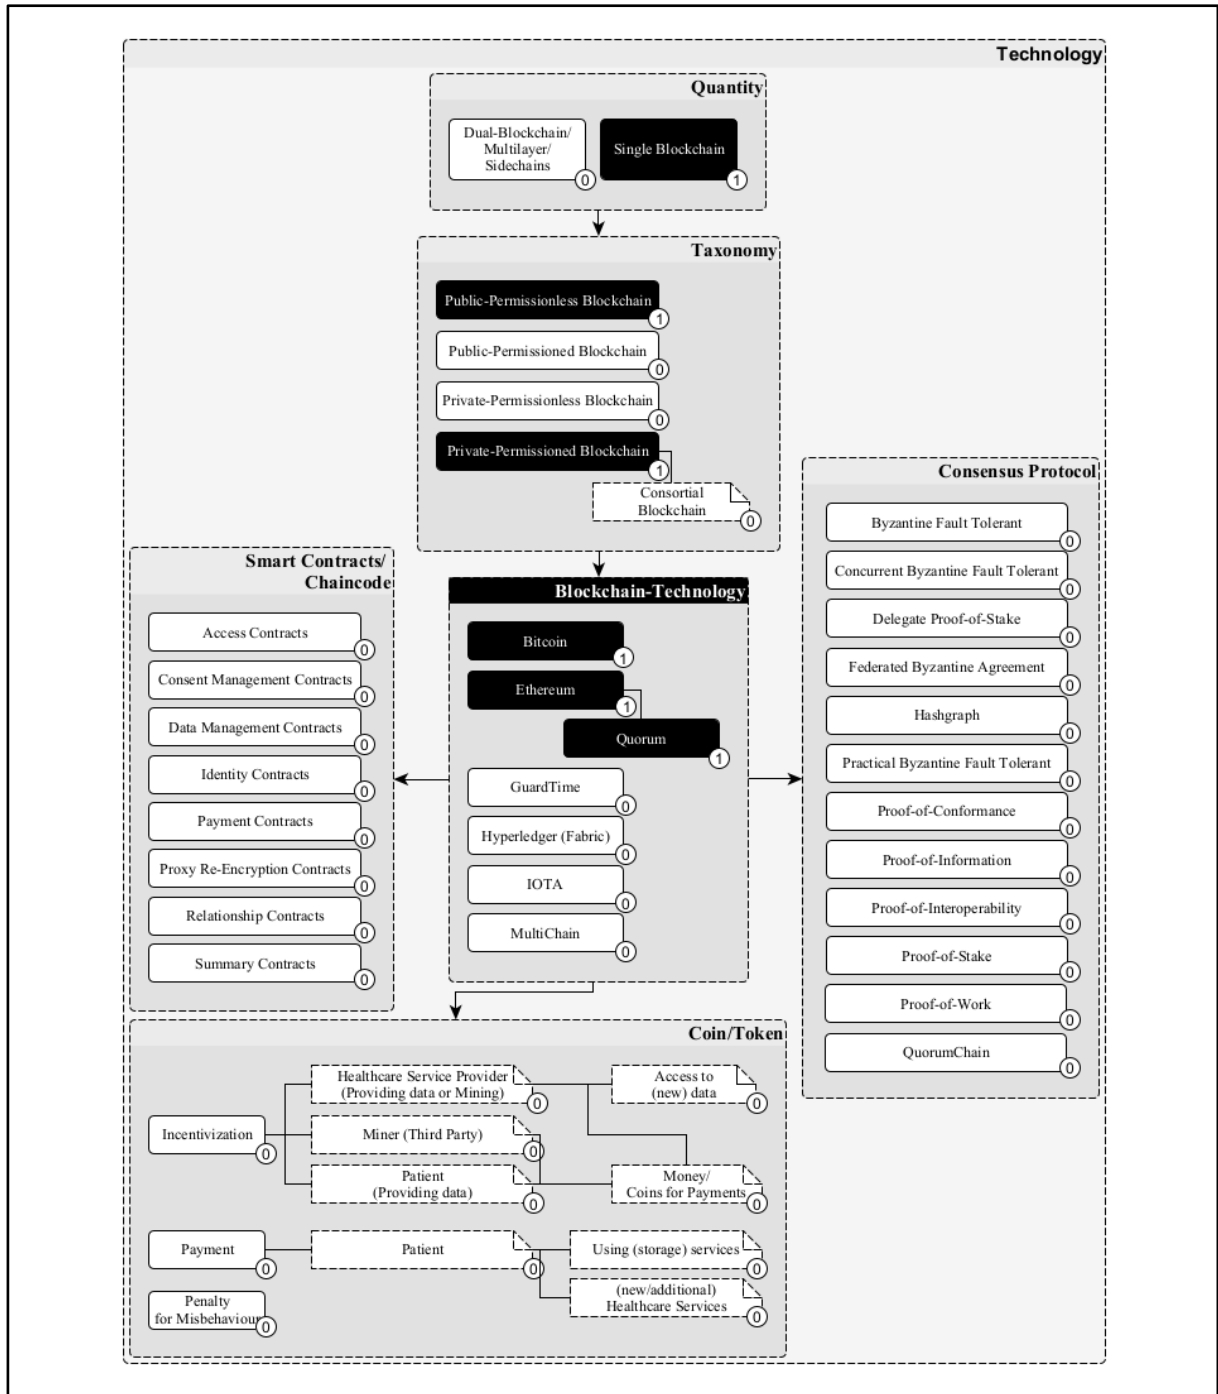 Technology
Quantity
Dual-Blockchain/
Multilayer/
Sidechains
0
Single Blockchain
1
Taxonomy
Public-Permissionless Blockchain
1
Public-Permissioned Blockchain
0
Private-Permissionless Blockchain
0
Private-Permissioned Blockchain
1
Consortial
Blockchain
0
Smart Contracts/
Chaincode
Access Contracts
0
Consent Management Contracts
0
Data Management Contracts
0
Identity Contracts
0
Payment Contracts
0
Proxy Re-Encryption Contracts
0
Relationship Contracts
0
Summary Contracts
0
Blockchain-Technology
Bitcoin
1
Ethereum
1
Quorum
1
GuardTime
0
Hyperledger (Fabric)
0
IOTA
0
MultiChain
0
Consensus Protocol
Byzantine Fault Tolerant
0
Concurrent Byzantine Fault Tolerant
0
Delegate Proof-of-Stake
0
Federated Byzantine Agreement
0
Hashgraph
0
Practical Byzantine Fault Tolerant
0
Proof-of-Conformance
0
Proof-of-Information
0
Proof-of-Interoperability
0
Proof-of-Stake
0
Proof-of-Work
0
QuorumChain
0
Coin/Token
Incentivization
0
Healthcare Service Provider
(Providing data or Mining)
0
Access to
(new) data
0
Miner (Third Party)
0
Patient
(Providing data)
0
Money/
Coins for Payments
0
Payment
0
Patient
0
Using (storage) services
0
(new/additional)
Healthcare Services
0
Penalty
for Misbehaviour
0